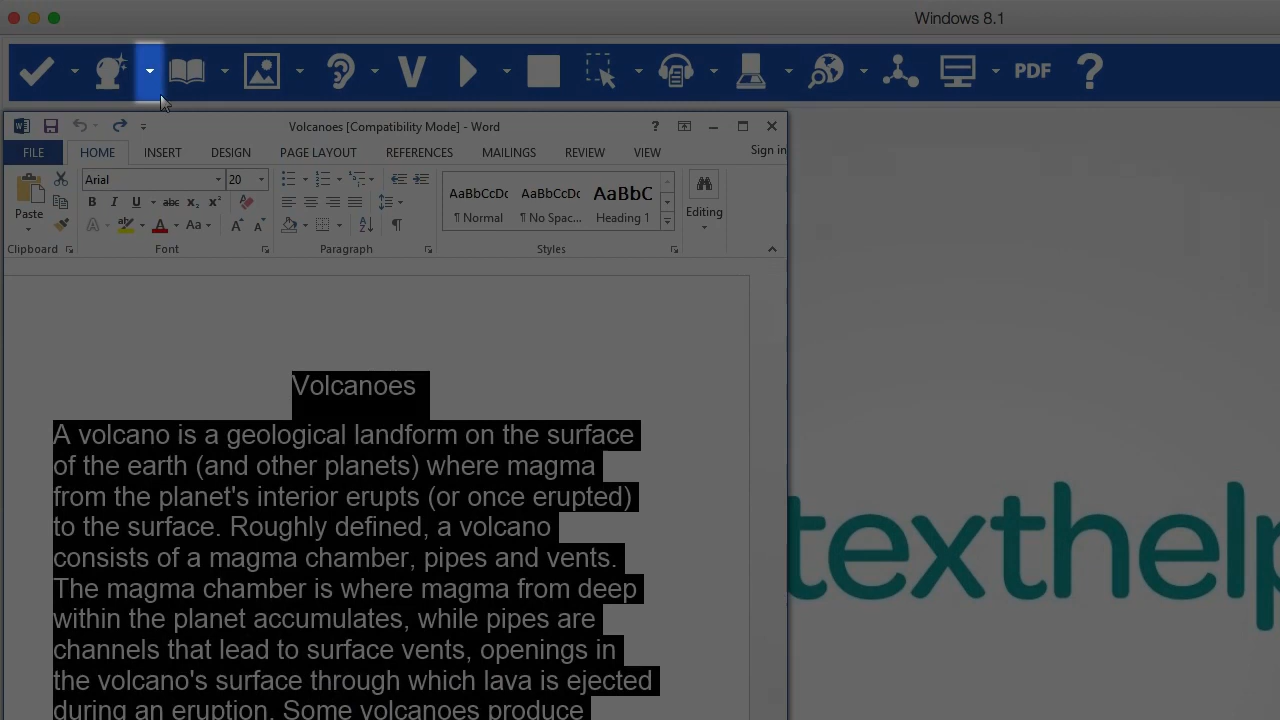 Windows 8.1
V
PDF
?
Volcanoes [Compatibility Mode] - Word
?
FILE
HOME
INSERT
DESIGN
PAGE LAYOUT
REFERENCES
MAILINGS
REVIEW
VIEW
Sign in
Paste
Arial
20
B I U abc x₂ x²
A
ab
A
Aa
A
A
AaBbCcDc
¶ Normal
AaBbCcDc
¶ No Spac...
AaBbC
Heading 1
Editing
Clipboard
Font
Paragraph
Styles
Volcanoes
A volcano is a geological landform on the surface
of the earth (and other planets) where magma
from the planet's interior erupts (or once erupted)
to the surface. Roughly defined, a volcano
consists of a magma chamber, pipes and vents.
The magma chamber is where magma from deep
within the planet accumulates, while pipes are
channels that lead to surface vents, openings in
the volcano's surface through which lava is ejected
during an eruption. Some volcanoes produce
texthelp